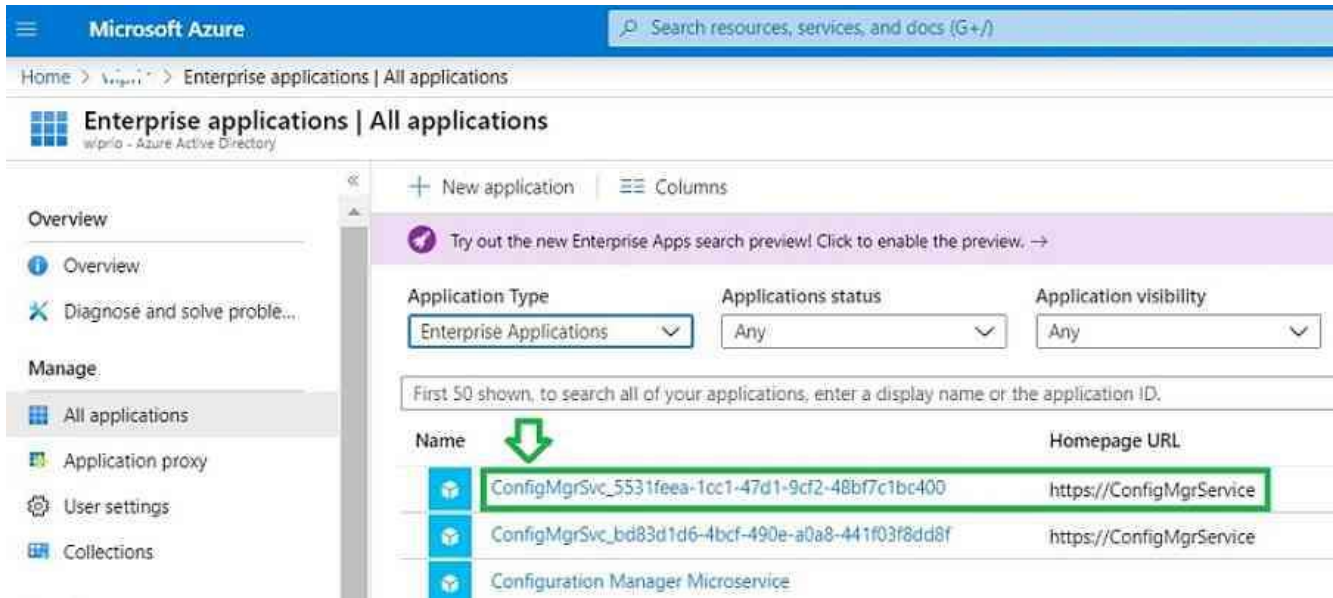 Microsoft Azure
Search resources, services, and docs (G+/)
Home > > Enterprise applications | All applications
Enterprise applications | All applications
wiprio - Azure Active Directory
«
+ New application
Columns
Overview
Try out the new Enterprise Apps search preview! Click to enable the preview. →
Overview
Diagnose and solve proble...
Application Type
Applications status
Application visibility
Enterprise Applications
Any
Any
Manage
First 50 shown, to search all of your applications, enter a display name or the application ID.
All applications
Name
Homepage URL
Application proxy
ConfigMgrSvc_5531feea-1cc1-47d1-9cf2-48bf7c1bc400
https://ConfigMgrService
User settings
ConfigMgrSvc_bd83d1d6-4bcf-490e-a0a8-441f03f8dd8f
https://ConfigMgrService
Collections
Configuration Manager Microservice